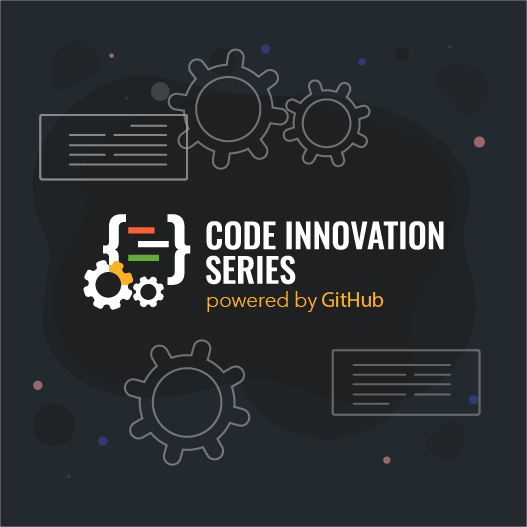 CODE INNOVATION
SERIES
powered by GitHub